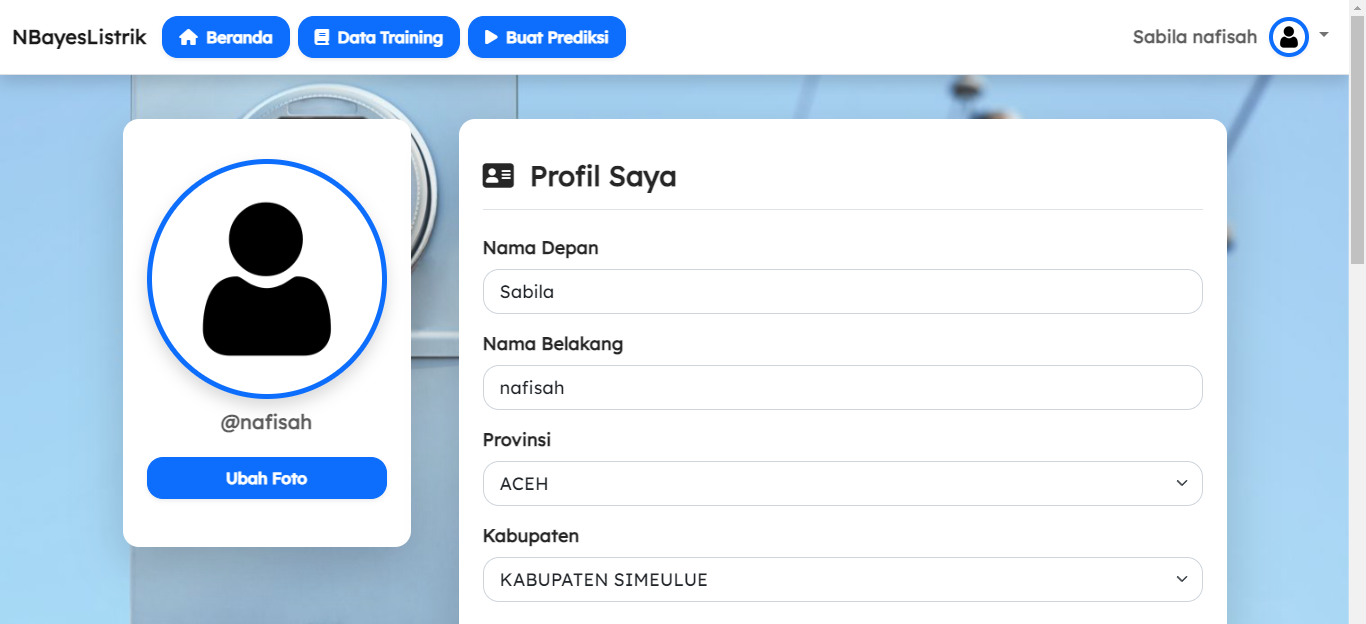 NBayesListrik Beranda Data Training Buat Prediksi Sabila nafisah
@nafisah
Ubah Foto
Profil Saya
Nama Depan
Sabila
Nama Belakang
nafisah
Provinsi
ACEH
Kabupaten
KABUPATEN SIMEULUE